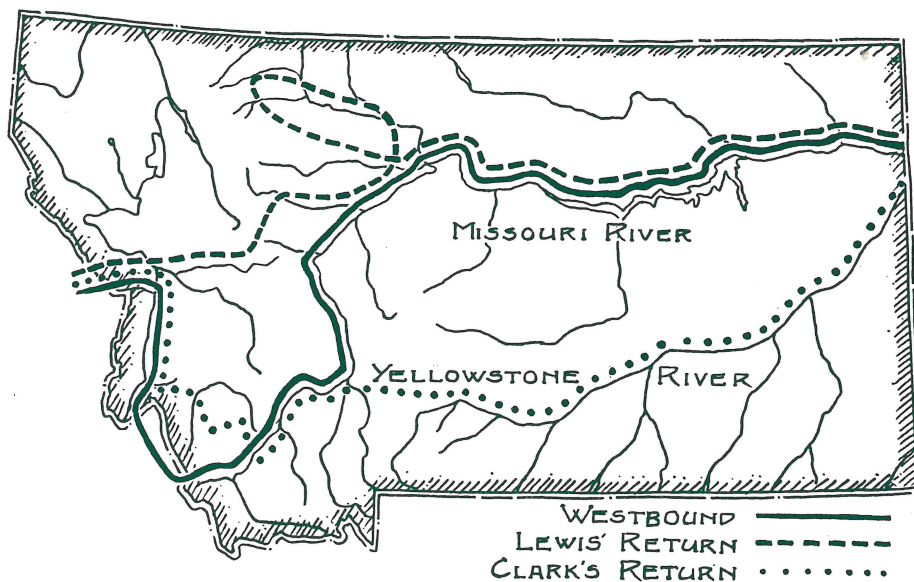 MISSOURI RIVER
YELLOWSTONE RIVER
WESTBOUND
LEWIS' RETURN
CLARK'S RETURN